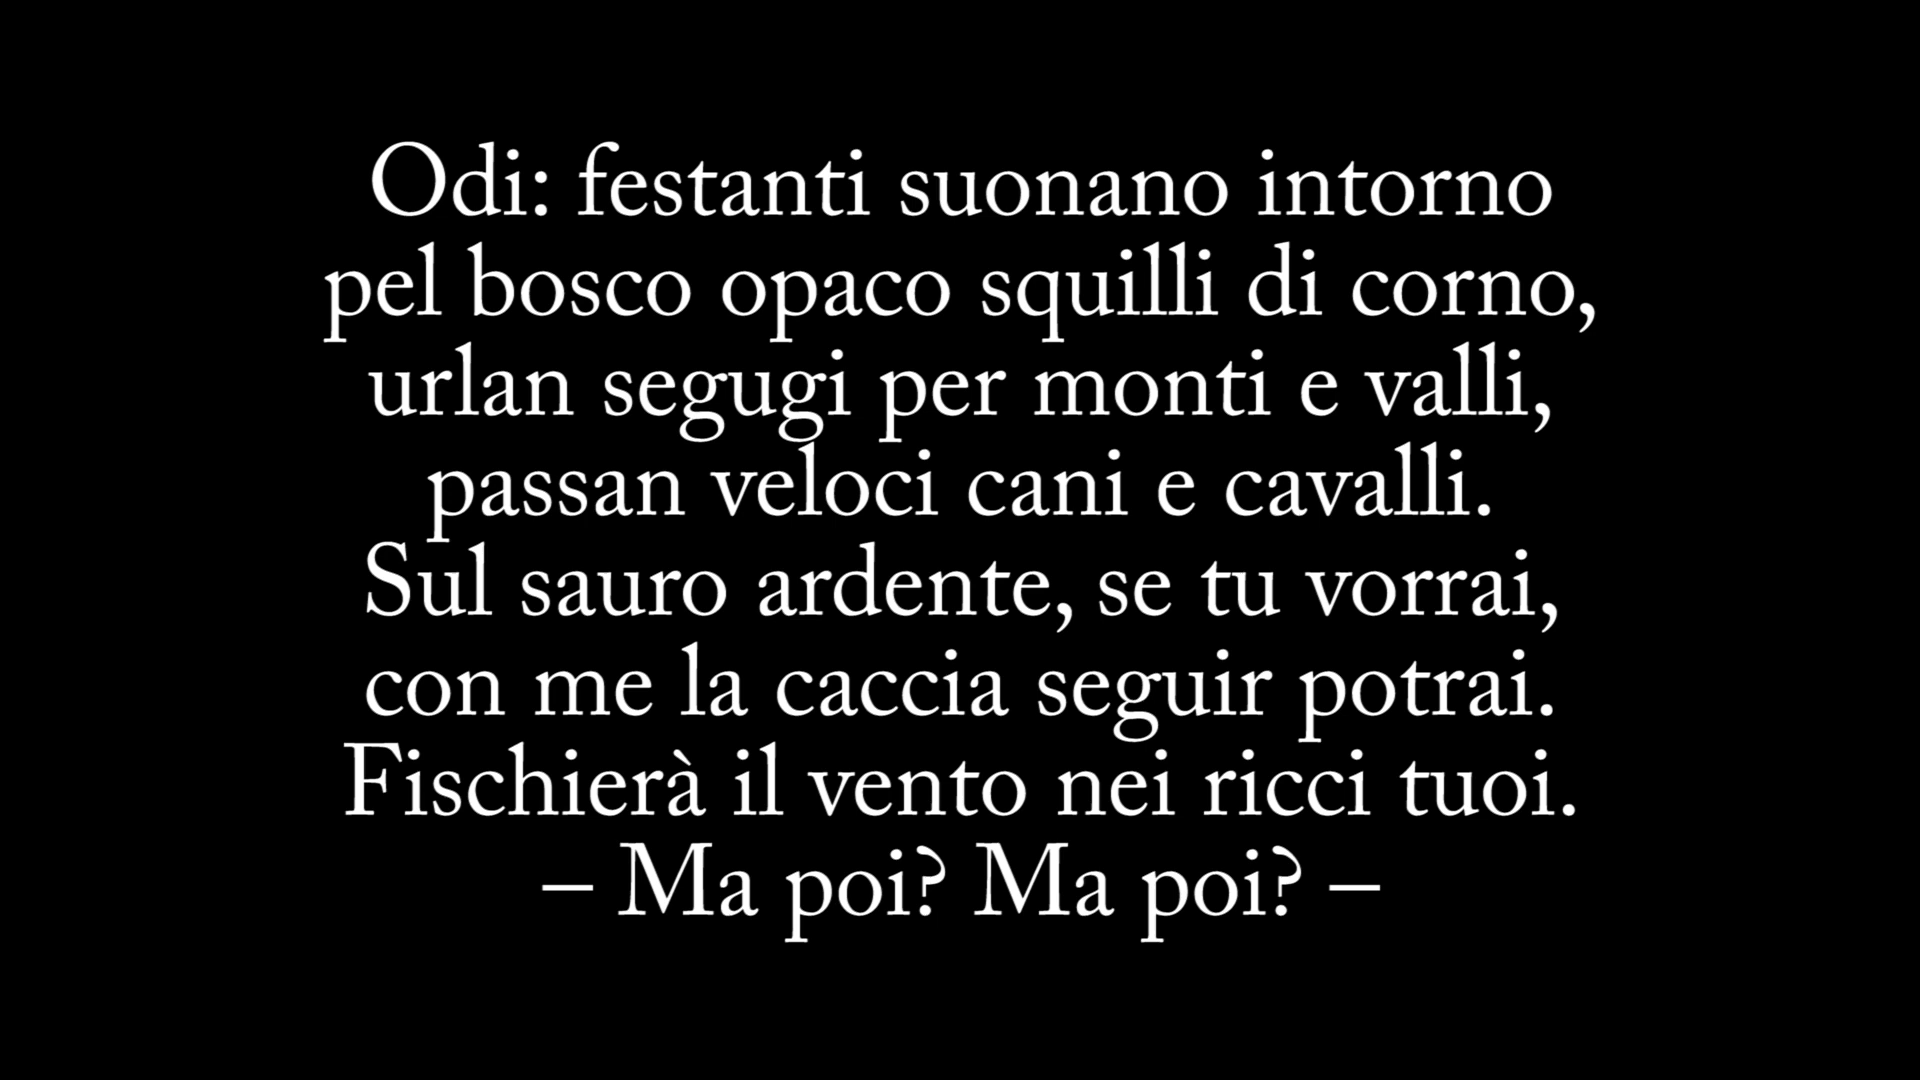 Odi: festanti suonano intorno
pel bosco opaco squilli di corno,
urlan segugi per monti e valli,
passan veloci cani e cavalli.
Sul sauro ardente, se tu vorrai,
con me la caccia seguir potrai.
Fischierà il vento nei ricci tuoi.
– Ma poi? Ma poi? –